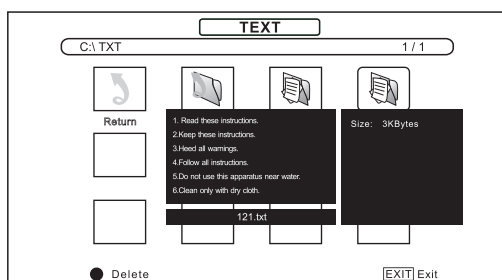 TEXT
C:\ TXT 1 / 1
Return
1. Read these instructions.
2.Keep these instructions.
3.Heed all warnings.
4.Follow all instructions.
5.Do not use this apparatus near water.
6.Clean only with dry cloth.
Size: 3KBytes
121.txt
Delete EXIT Exit